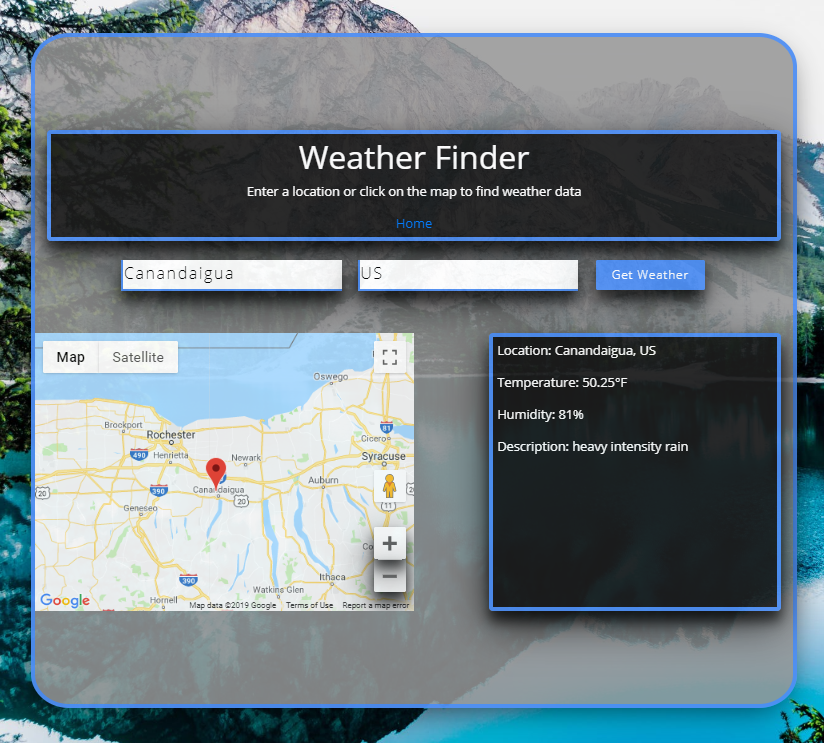 Weather Finder
Enter a location or click on the map to find weather data
Home
Canandaigua
US
Get Weather
Map
Satellite
Oswego
Brockport
Rochester
81
Cicero
490
Henrietta
Newark
Syracuse
Canandaigua
Auburn
20
390
20
11
Geneseo
390
Ithaca
Watkins Glen
Hornell
Google
Map data ©2019 Google
Terms of Use
Report a map error
Location: Canandaigua, US
Temperature: 50.25°F
Humidity: 81%
Description: heavy intensity rain